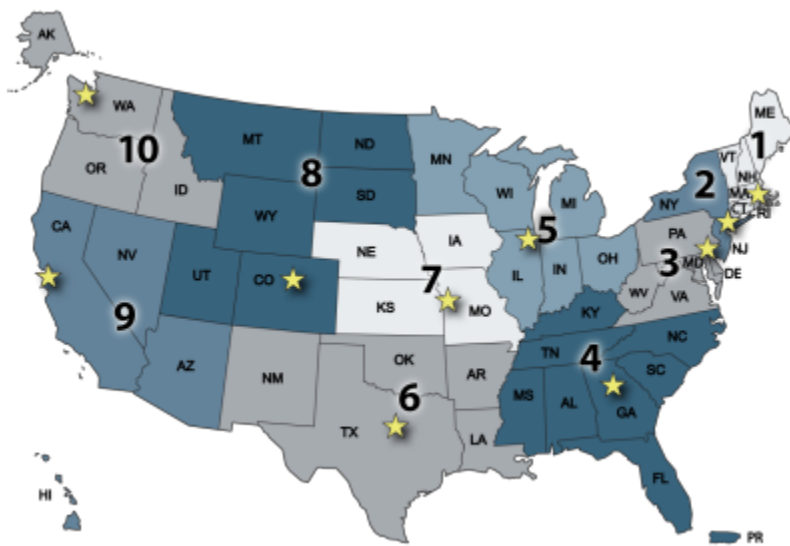 AK
WA
ME
MT
ND
VT
1
10
MN
NH
OR
8
2
MA
ID
WI
NY
CT
RI
SD
MI
WY
5
PA
NJ
CA
IA
NE
3
MD
NV
OH
DE
7
IL
IN
UT
CO
WV
VA
KS
MO
9
KY
NC
TN
4
OK
SC
AZ
NM
AR
6
MS
AL
GA
TX
LA
FL
HI
PR